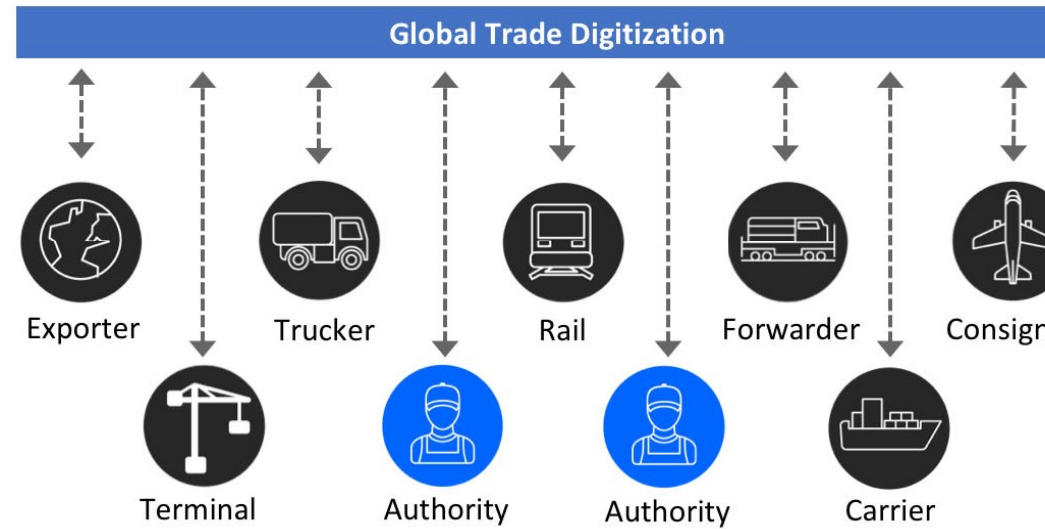 Global Trade Digitization
Exporter
Trucker
Rail
Forwarder
Consign
Terminal
Authority
Authority
Carrier